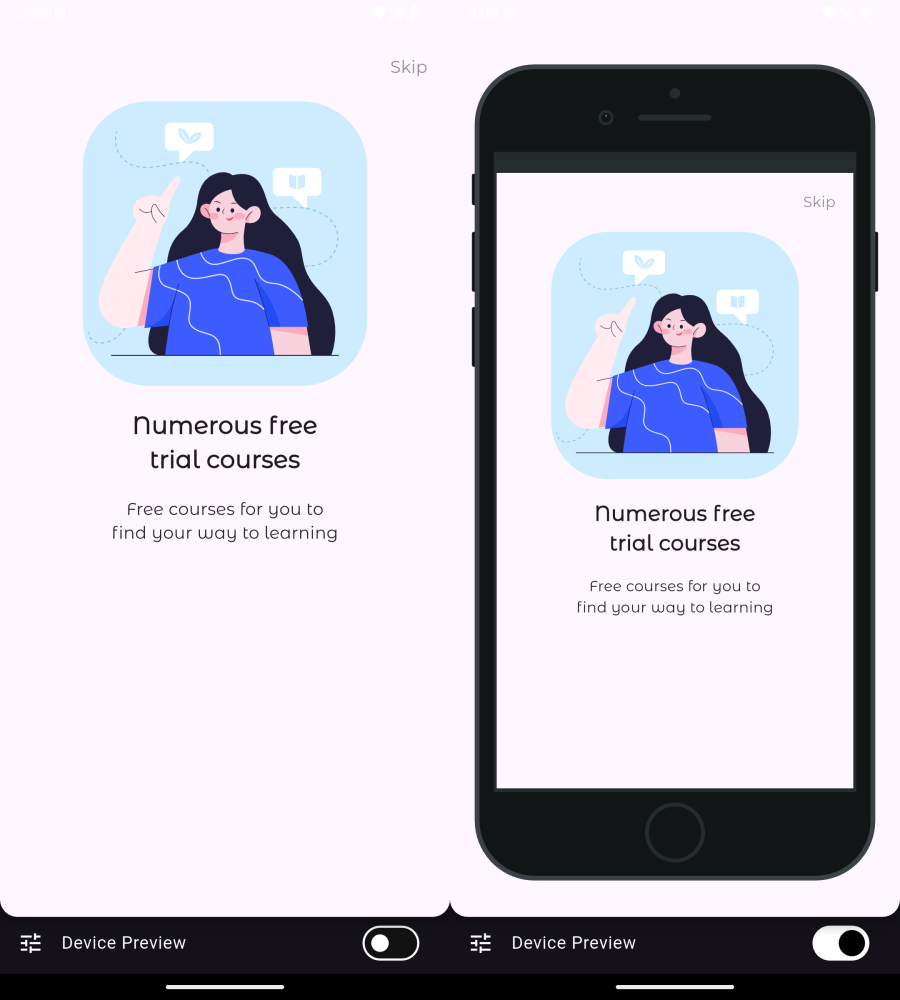 Skip
Numerous free
trial courses
Free courses for you to
find your way to learning
Device Preview
Skip
Numerous free
trial courses
Free courses for you to
find your way to learning
Device Preview